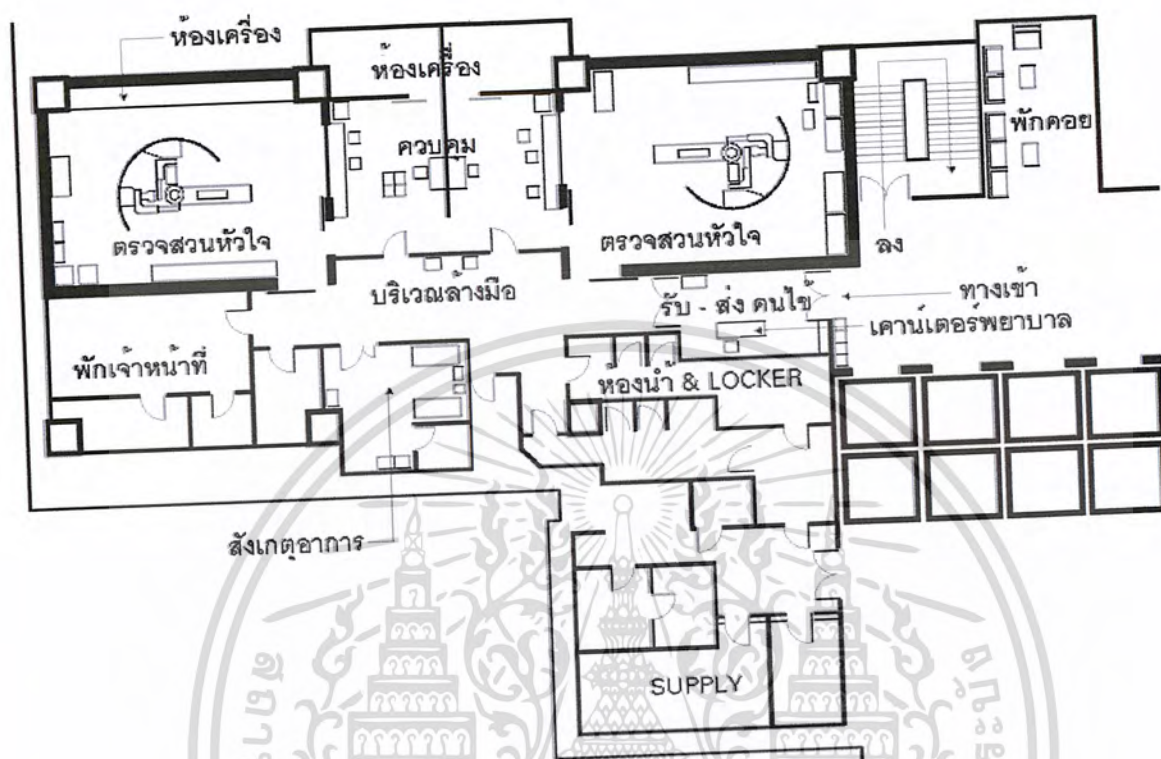 ห้องเครื่อง
ห้องเครื่อง
ควบคุม
พักคอย
ตรวจสวนหัวใจ
ตรวจสวนหัวใจ
ลง
บริเวณล้างมือ
รับ - ส่ง คนไข้
ทางเข้า
เคาน์เตอร์พยาบาล
พักเจ้าหน้าที่
ห้องน้ำ & LOCKER
สังเกตุอาการ
SUPPLY